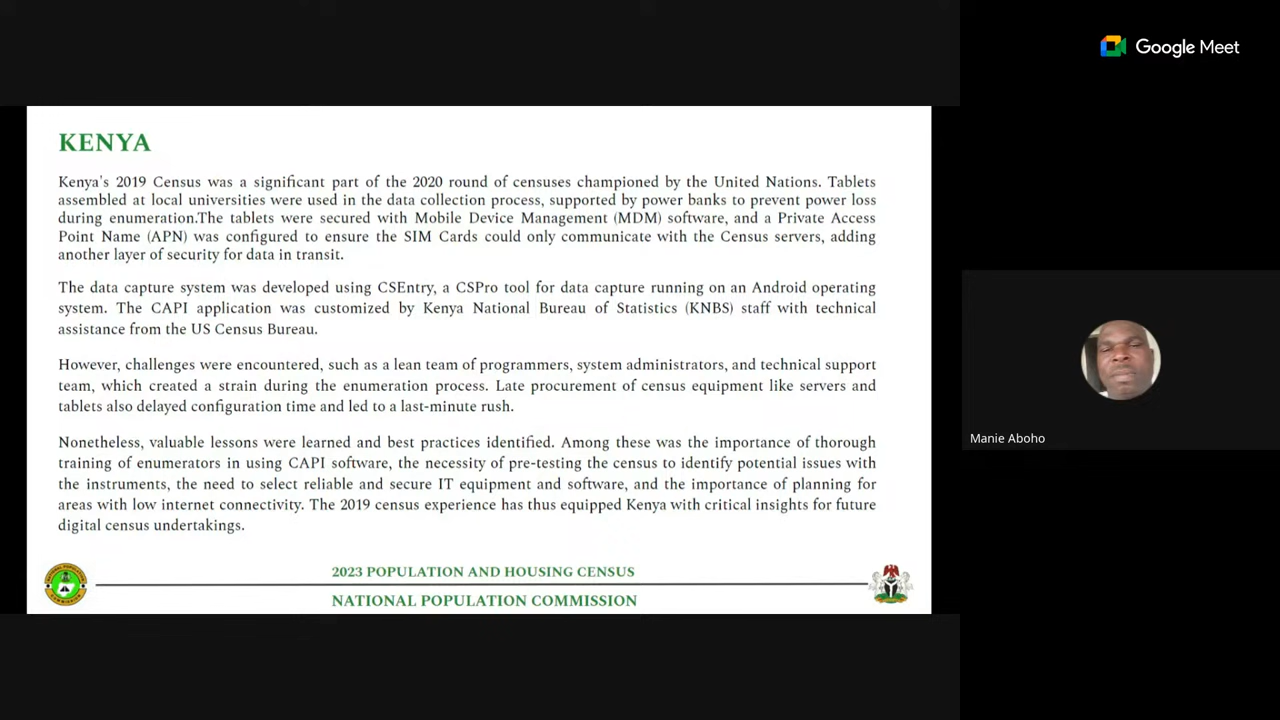 Google Meet
KENYA
Kenya's 2019 Census was a significant part of the 2020 round of censuses championed by the United Nations. Tablets
assembled at local universities were used in the data collection process, supported by power banks to prevent power loss
during enumeration.The tablets were secured with Mobile Device Management (MDM) software, and a Private Access
Point Name (APN) was configured to ensure the SIM Cards could only communicate with the Census servers, adding
another layer of security for data in transit.
The data capture system was developed using CSEntry, a CSPro tool for data capture running on an Android operating
system. The CAPI application was customized by Kenya National Bureau of Statistics (KNBS) staff with technical
assistance from the US Census Bureau.
However, challenges were encountered, such as a lean team of programmers, system administrators, and technical support
team, which created a strain during the enumeration process. Late procurement of census equipment like servers and
tablets also delayed configuration time and led to a last-minute rush.
Nonetheless, valuable lessons were learned and best practices identified. Among these was the importance of thorough
training of enumerators in using CAPI software, the necessity of pre-testing the census to identify potential issues with
the instruments, the need to select reliable and secure IT equipment and software, and the importance of planning for
areas with low internet connectivity. The 2019 census experience has thus equipped Kenya with critical insights for future
digital census undertakings.
2023 POPULATION AND HOUSING CENSUS
NATIONAL POPULATION COMMISSION
Manie Aboho